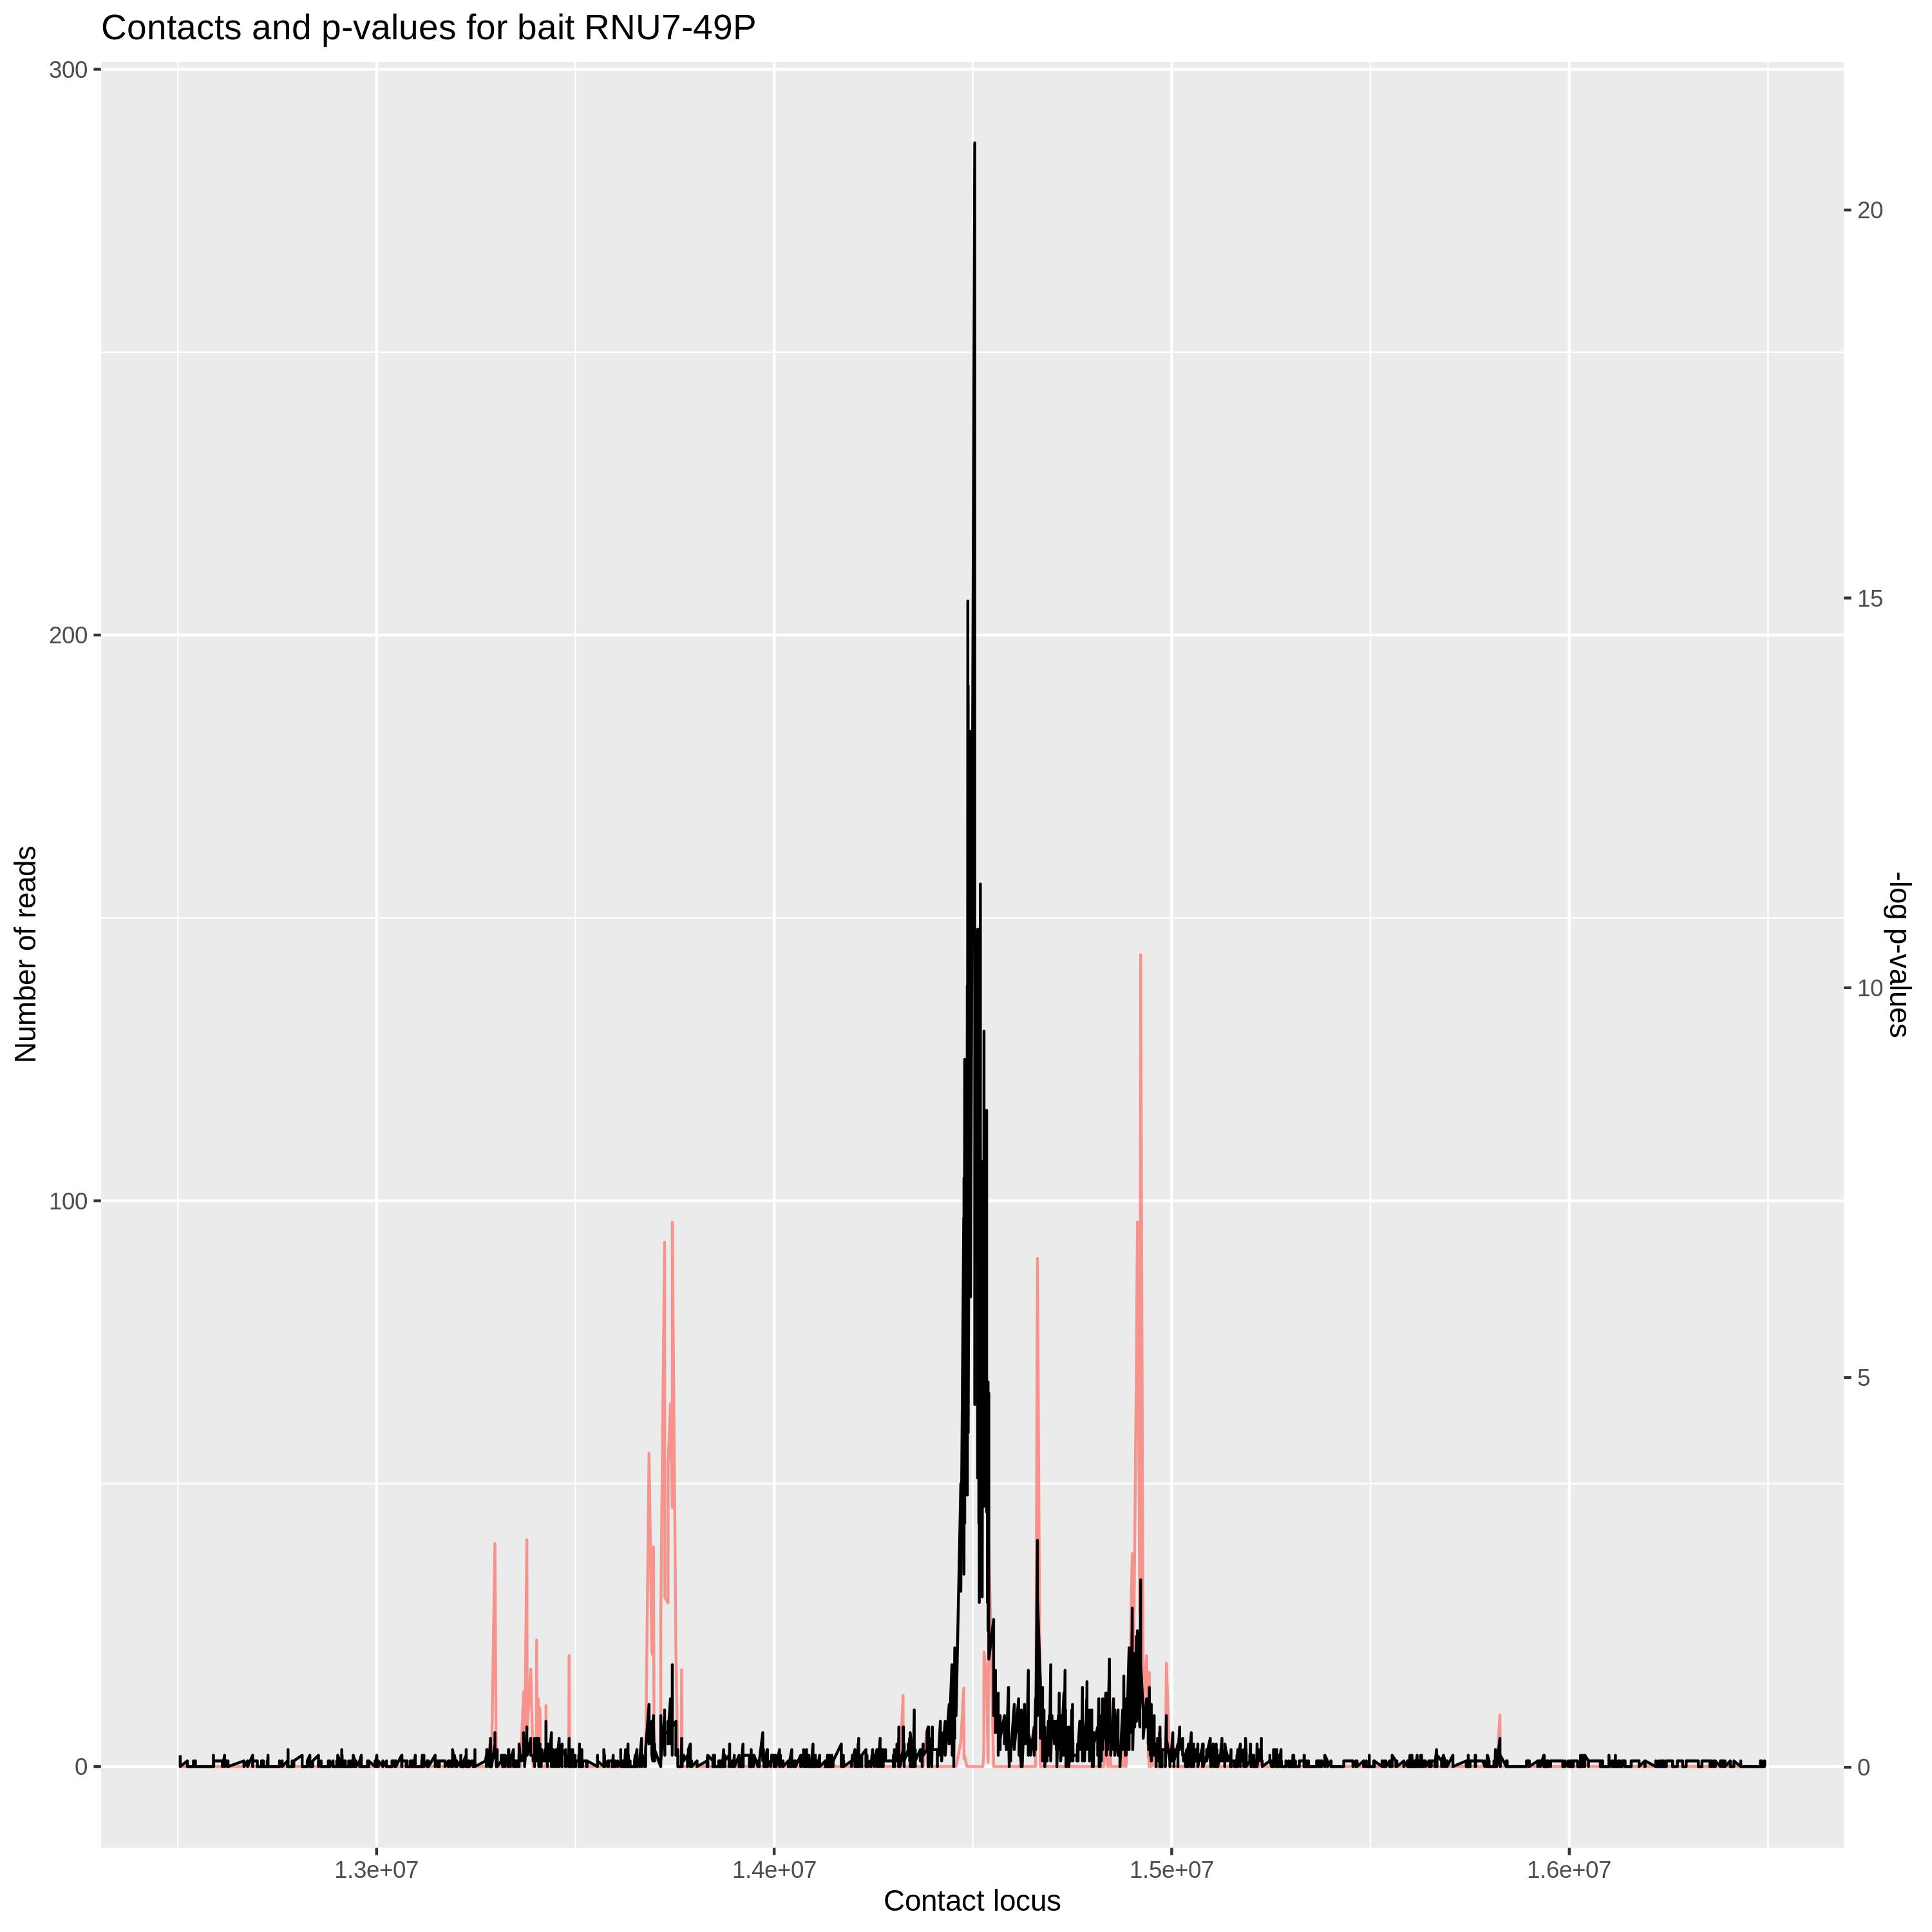 Contacts and p-values for bait RNU7-49P
300
200
100
0
Number of reads
20
15
10
5
0
-log p-values
1.3e+07 1.4e+07 1.5e+07 1.6e+07
Contact locus